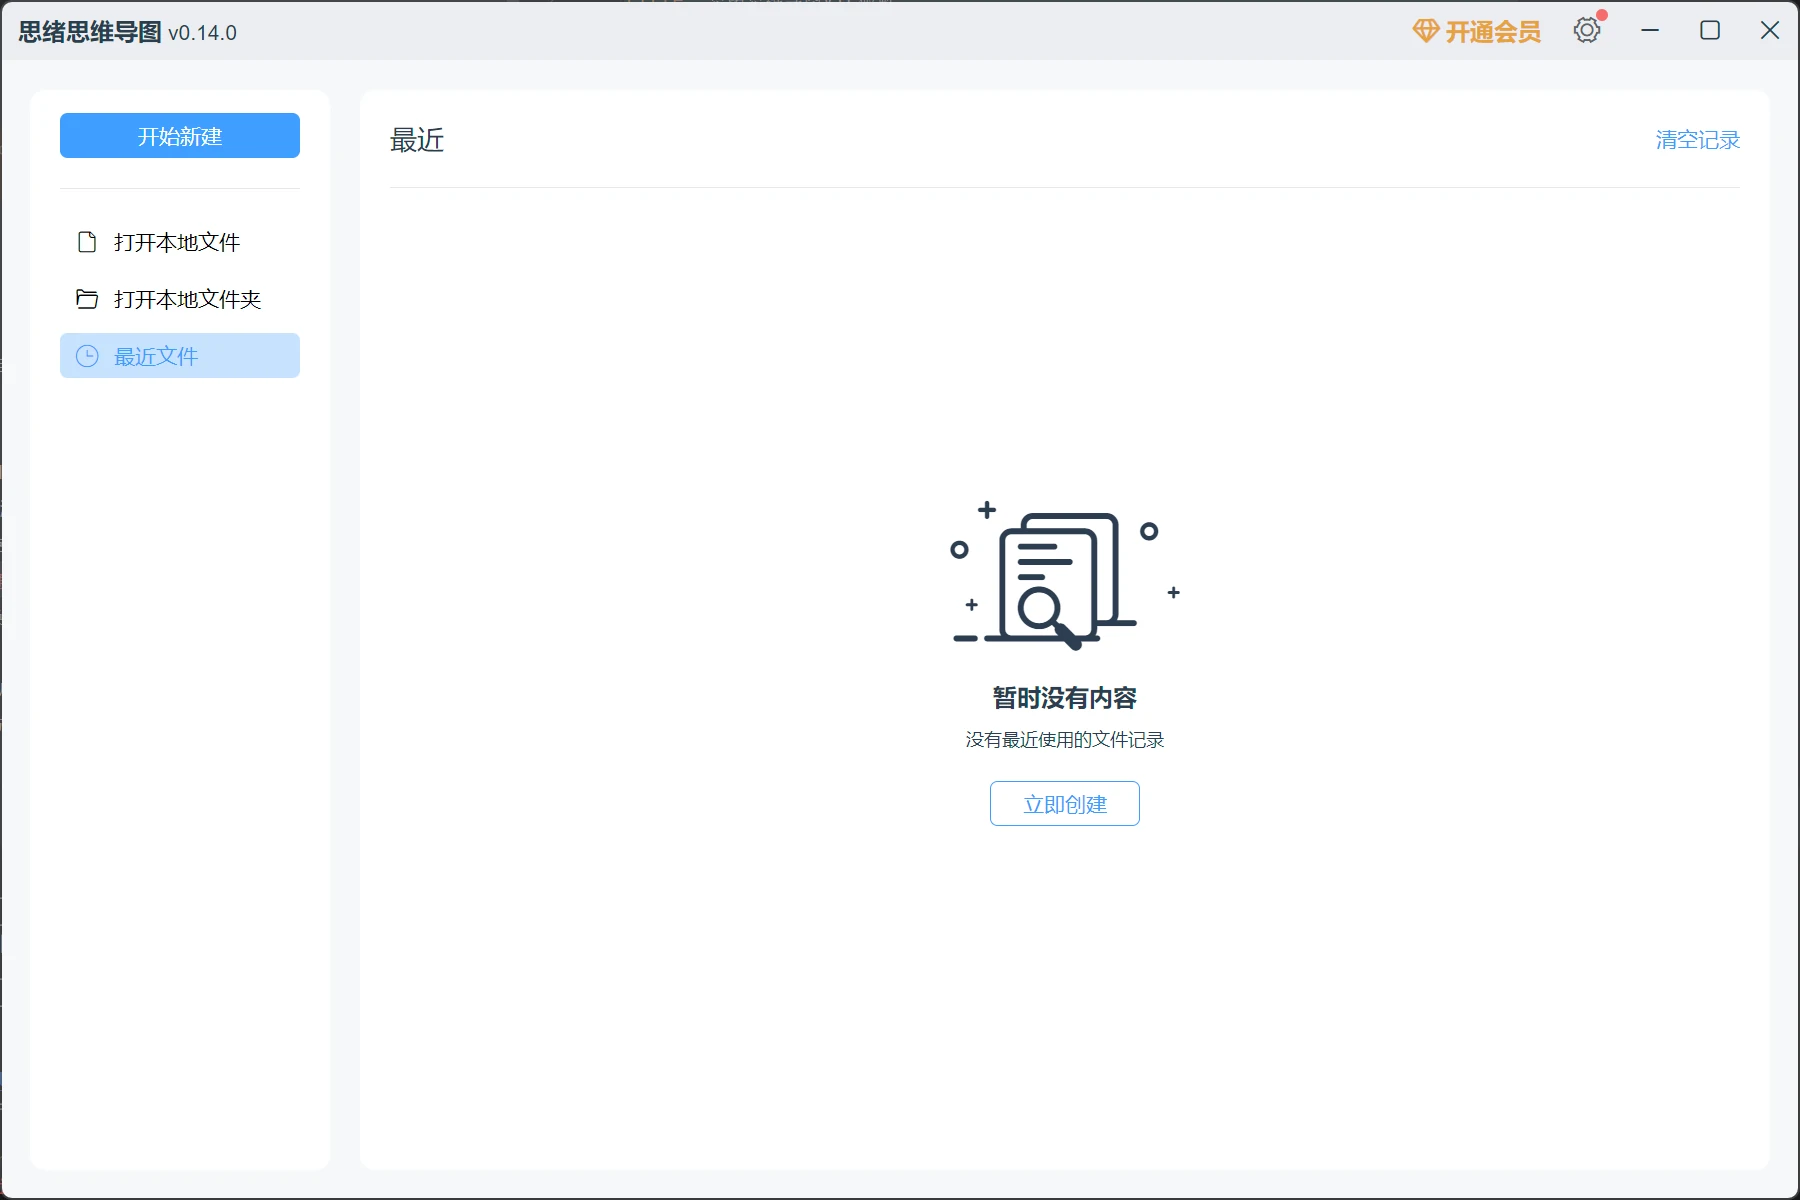 思绪思维导图 v0.14.0
开通会员
开始新建
打开本地文件
打开本地文件夹
最近文件
最近
清空记录
暂时没有内容
没有最近使用的文件记录
立即创建